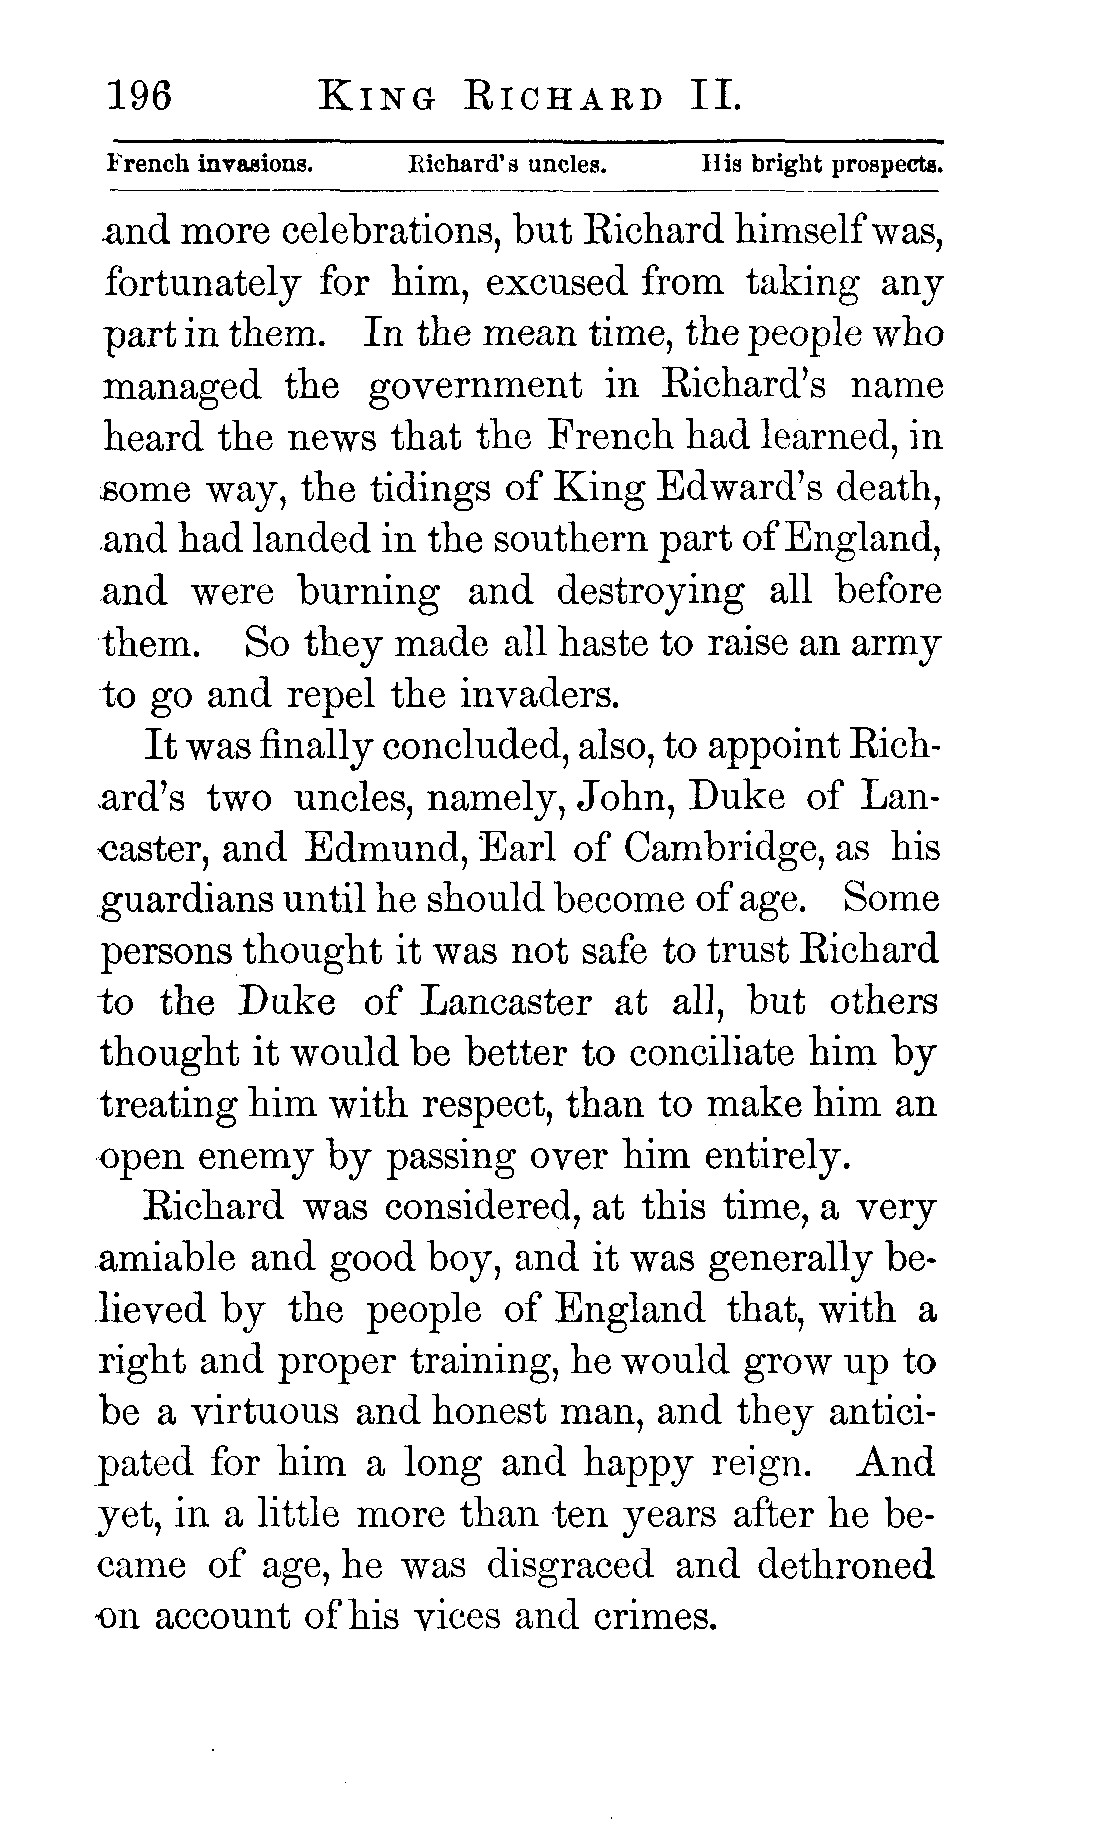 196 KING RICHARD II.
French invasions. Richard's uncles. His bright prospects.
and more celebrations, but Richard himself was,
fortunately for him, excused from taking any
part in them. In the mean time, the people who
managed the government in Richard's name
heard the news that the French had learned, in
some way, the tidings of King Edward's death,
and had landed in the southern part of England,
and were burning and destroying all before
them. So they made all haste to raise an army
to go and repel the invaders.
It was finally concluded, also, to appoint Rich-
ard's two uncles, namely, John, Duke of Lan-
caster, and Edmund, Earl of Cambridge, as his
guardians until he should become of age. Some
persons thought it was not safe to trust Richard
to the Duke of Lancaster at all, but others
thought it would be better to conciliate him by
treating him with respect, than to make him an
open enemy by passing over him entirely.
Richard was considered, at this time, a very
amiable and good boy, and it was generally be-
lieved by the people of England that, with a
right and proper training, he would grow up to
be a virtuous and honest man, and they antici-
pated for him a long and happy reign. And
yet, in a little more than ten years after he be-
came of age, he was disgraced and dethroned
on account of his vices and crimes.